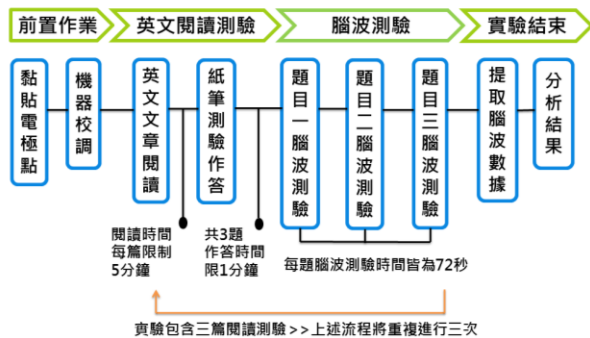 前置作業
英文閱讀測驗
腦波測驗
實驗結束
黏貼電極點
機器校調
英文文章閱讀
紙筆測驗作答
題目一腦波測驗
題目二腦波測驗
題目三腦波測驗
提取腦波數據
分析結果
閱讀時間
每篇限制
5分鐘
共3題
作答時間
限1分鐘
每題腦波測驗時間皆為72秒
實驗包含三篇閱讀測驗>>上述流程將重複進行三次